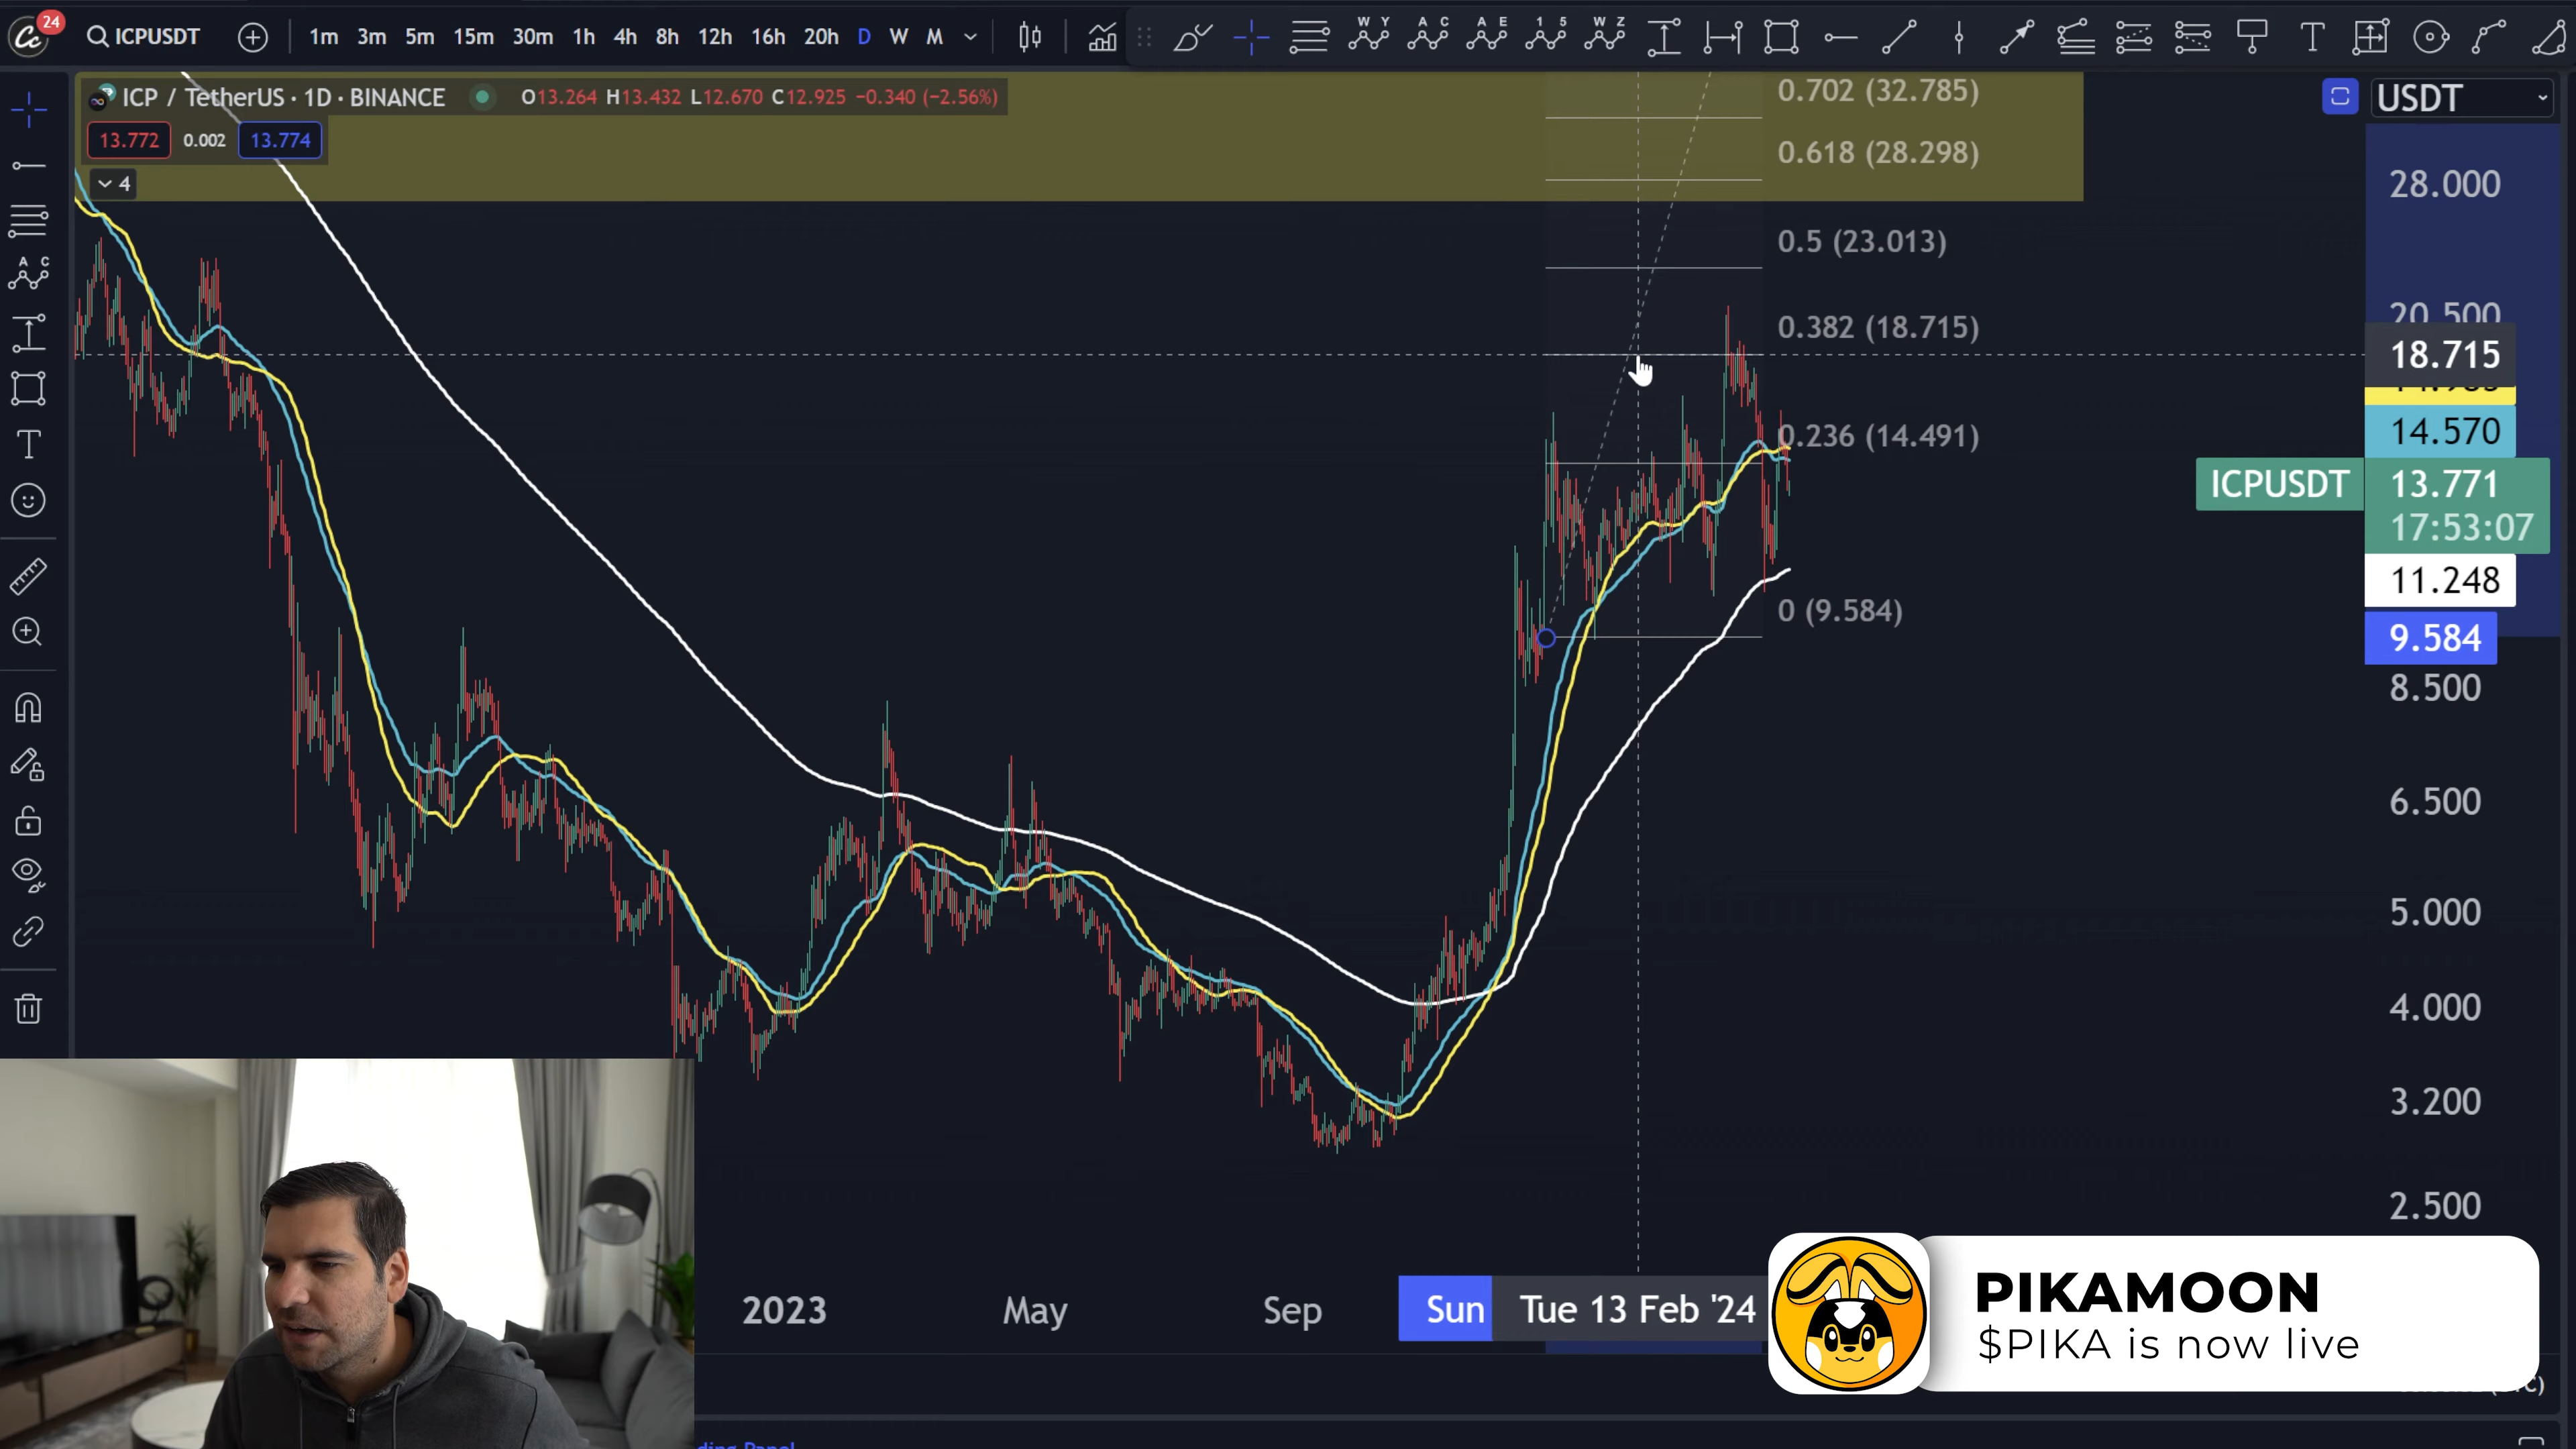 24
ICPUSDT
1m 3m 5m 15m 30m 1h 4h 8h 12h 16h 20h D W M
W Y
A C
A E
1 5
W Z
T
ICP / TetherUS · 1D · BINANCE
O13.264 H13.432 L12.670 C12.925 −0.340 (−2.56%)
13.772
0.002
13.774
4
A C
T
0.702 (32.785)
0.618 (28.298)
0.5 (23.013)
0.382 (18.715)
0.236 (14.491)
0 (9.584)
USDT
28.000
20.500
18.715
14.570
ICPUSDT
13.771
17:53:07
11.248
9.584
8.500
6.500
5.000
4.000
3.200
2.500
2023
May
Sep
Sun
Tue 13 Feb '24
PIKAMOON
$PIKA is now live